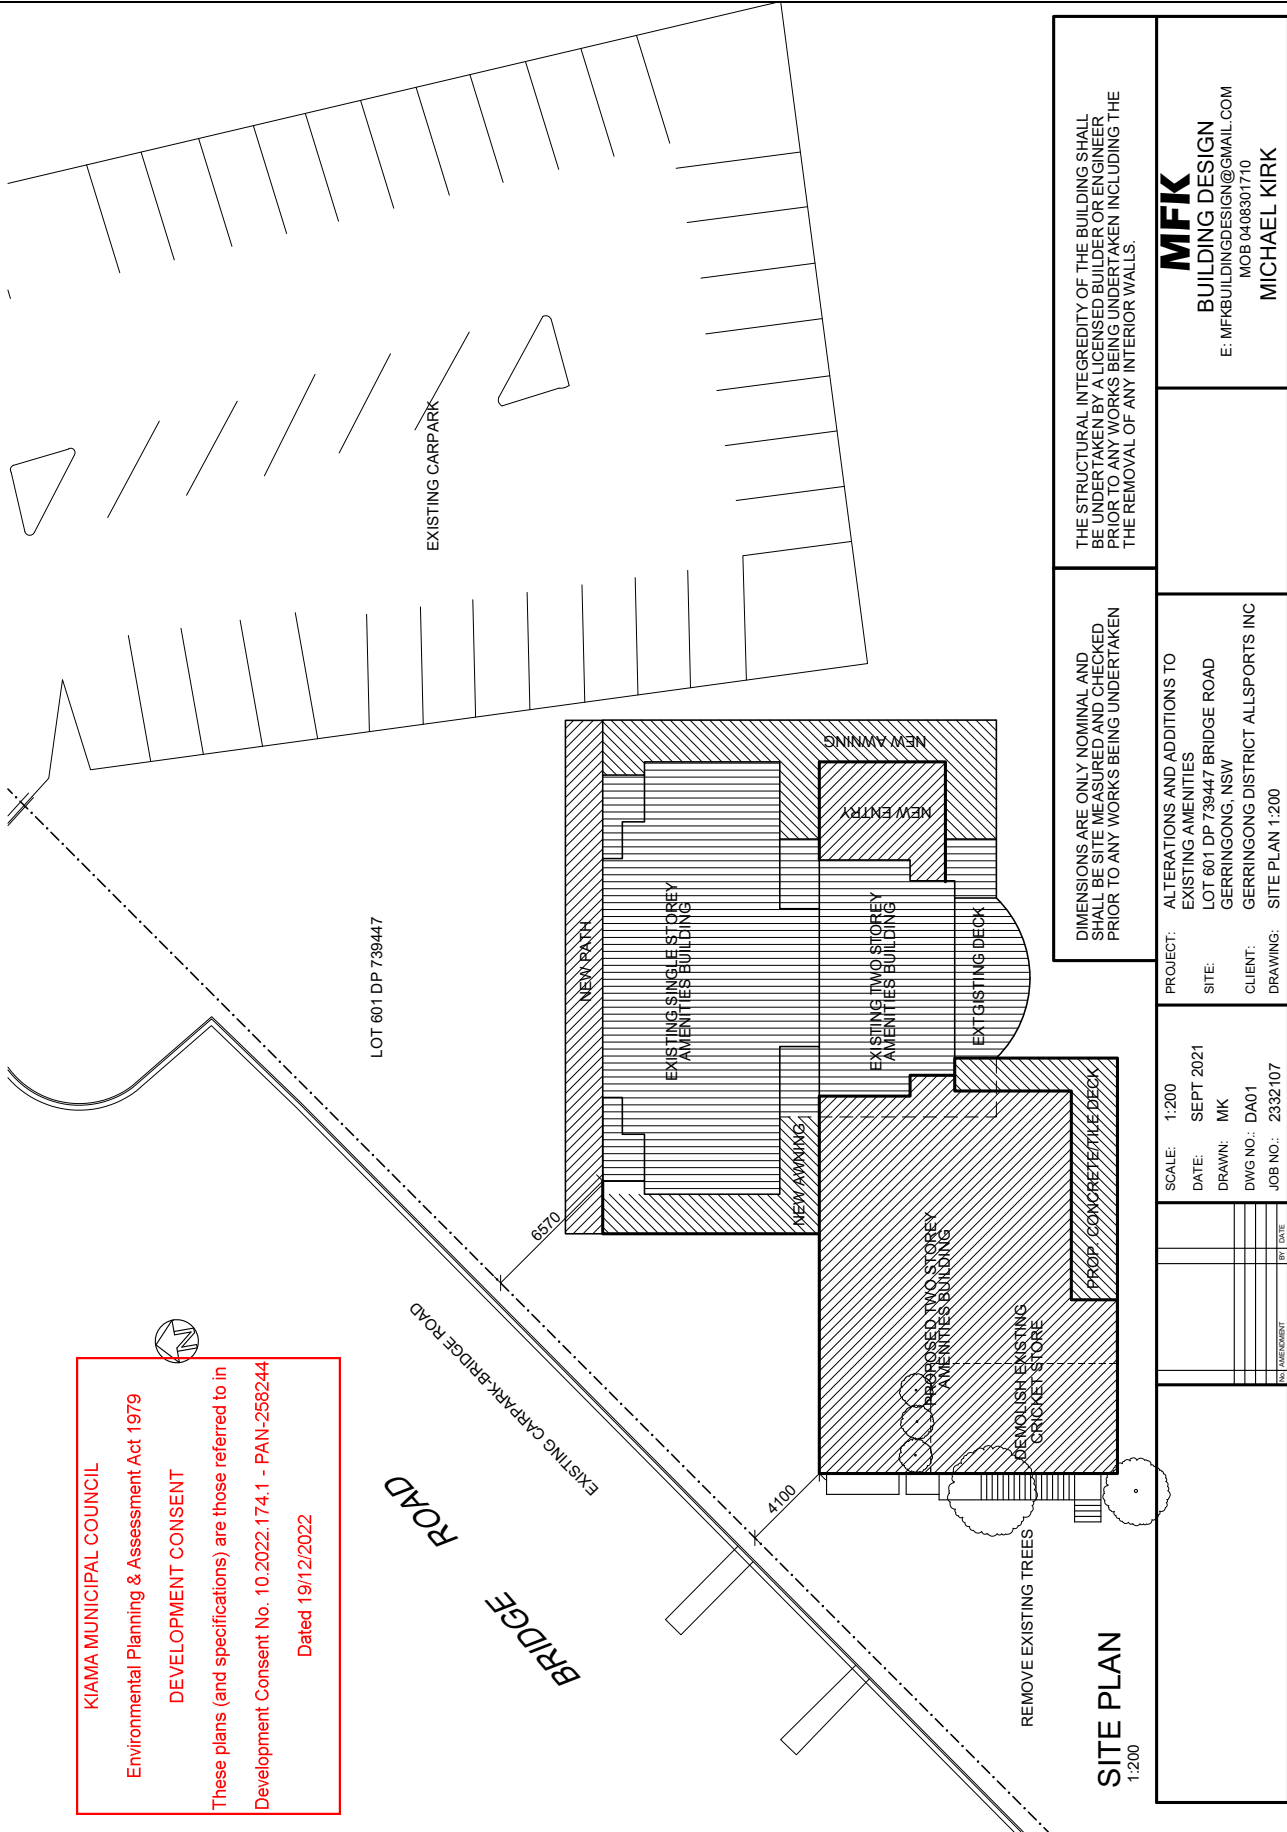 KIAMA MUNICIPAL COUNCIL
Environmental Planning & Assessment Act 1979
DEVELOPMENT CONSENT
These plans (and specifications) are those referred to in
Development Consent No. 10.2022.174.1 - PAN-258244
Dated 19/12/2022
N
BRIDGE ROAD
EXISTING CARPARK-BRIDGE ROAD
LOT 601 DP 739447
EXISTING CARPARK
6570
4100
NEW PATH
EXISTING SINGLE STOREY
AMENITIES BUILDING
NEW AWNING
NEW ENTRY
EXISTING TWO STOREY
AMENITIES BUILDING
EXTGISTING DECK
NEW AWNING
PROPOSED TWO STOREY
AMENITIES BUILDING
DEMOLISH EXISTING
CRICKET STORE
PROP. CONCRETE/TILE DECK
REMOVE EXISTING TREES
SITE PLAN
1:200
DIMENSIONS ARE ONLY NOMINAL AND
SHALL BE SITE MEASURED AND CHECKED
PRIOR TO ANY WORKS BEING UNDERTAKEN
THE STRUCTURAL INTEGREDITY OF THE BUILDING SHALL
BE UNDERTAKEN BY A LICENSED BUILDER OR ENGINEER
PRIOR TO ANY WORKS BEING UNDERTAKEN INCLUDING THE
THE REMOVAL OF ANY INTERIOR WALLS.
No. AMENDMENT BY DATE
SCALE: 1:200
DATE: SEPT 2021
DRAWN: MK
DWG NO.: DA01
JOB NO.: 2332107
PROJECT: ALTERATIONS AND ADDITIONS TO
EXISTING AMENITIES
SITE: LOT 601 DP 739447 BRIDGE ROAD
GERRINGONG, NSW
CLIENT: GERRINGONG DISTRICT ALLSPORTS INC
DRAWING: SITE PLAN 1:200
MFK
BUILDING DESIGN
E: MFKBUILDINGDESIGN@GMAIL.COM
MOB 0408301710
MICHAEL KIRK